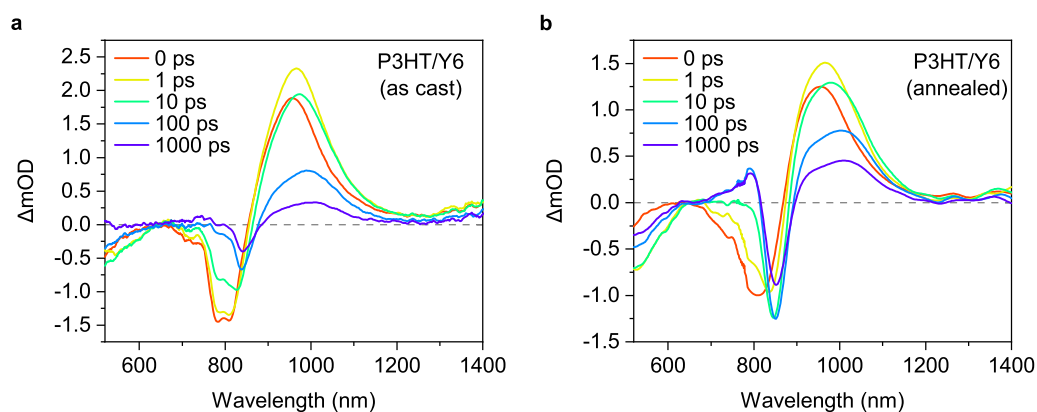 a
0 ps
1 ps
10 ps
100 ps
1000 ps
P3HT/Y6
(as cast)
2.5
2.0
1.5
1.0
0.5
0.0
-0.5
-1.0
-1.5
ΔmOD
600
800
1000
1200
1400
Wavelength (nm)
b
0 ps
1 ps
10 ps
100 ps
1000 ps
P3HT/Y6
(annealed)
1.5
1.0
0.5
0.0
-0.5
-1.0
-1.5
ΔmOD
600
800
1000
1200
1400
Wavelength (nm)